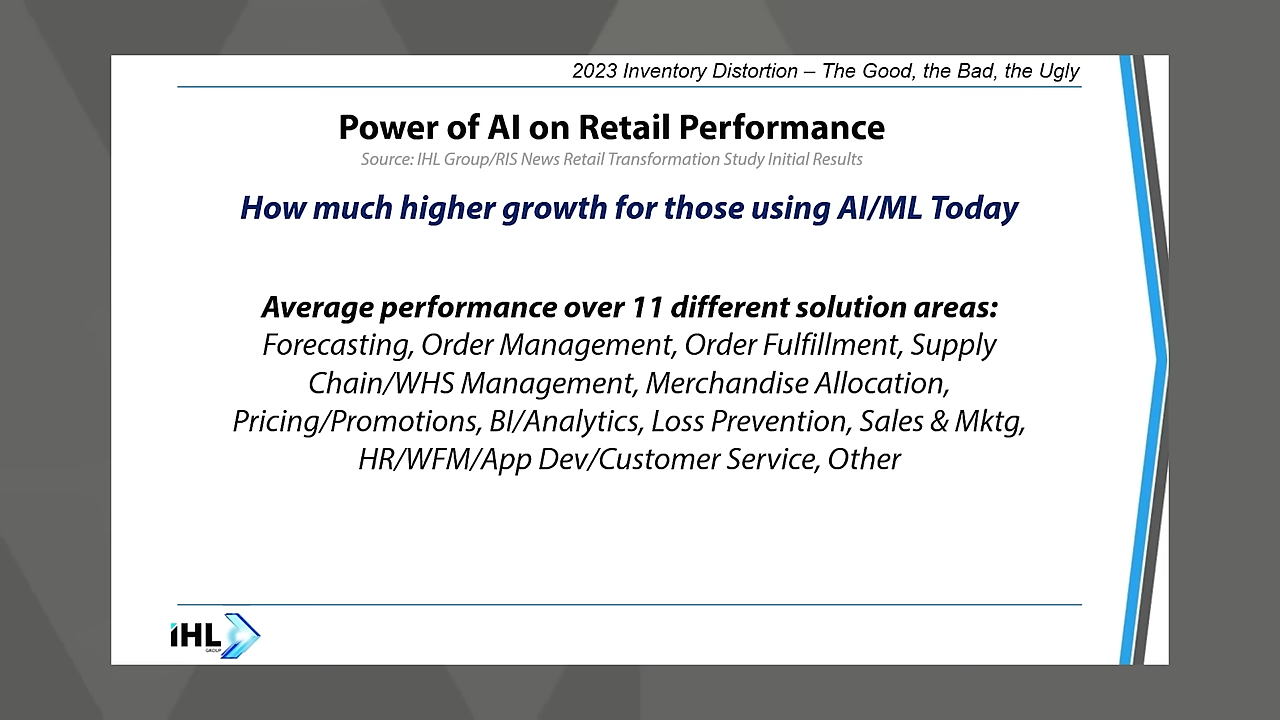 2023 Inventory Distortion – The Good, the Bad, the Ugly
Power of AI on Retail Performance
Source: IHL Group/RIS News Retail Transformation Study Initial Results
How much higher growth for those using AI/ML Today
Average performance over 11 different solution areas:
Forecasting, Order Management, Order Fulfillment, Supply
Chain/WHS Management, Merchandise Allocation,
Pricing/Promotions, BI/Analytics, Loss Prevention, Sales & Mktg,
HR/WFM/App Dev/Customer Service, Other
iHL
GROUP